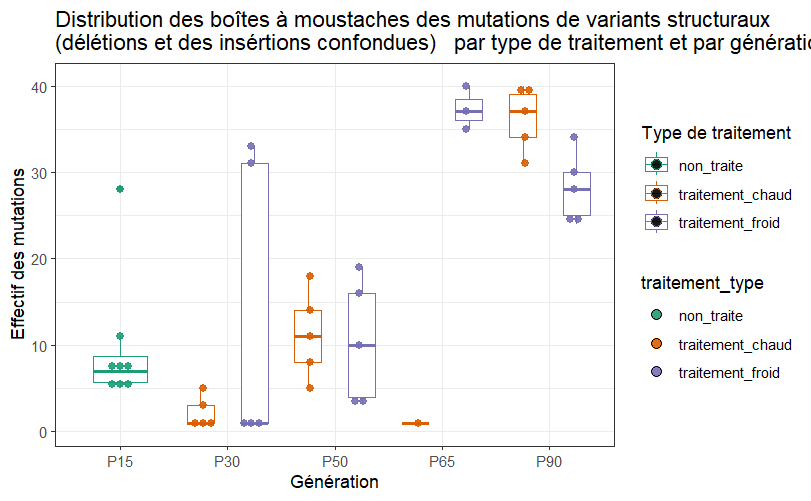 Distribution des boîtes à moustaches des mutations de variants structuraux
(délétions et des insértions confondues)   par type de traitement et par génératio
Effectif des mutations
40
30
20
10
0
P15
P30
P50
P65
P90
Génération
Type de traitement
non_traite
traitement_chaud
traitement_froid
traitement_type
non_traite
traitement_chaud
traitement_froid